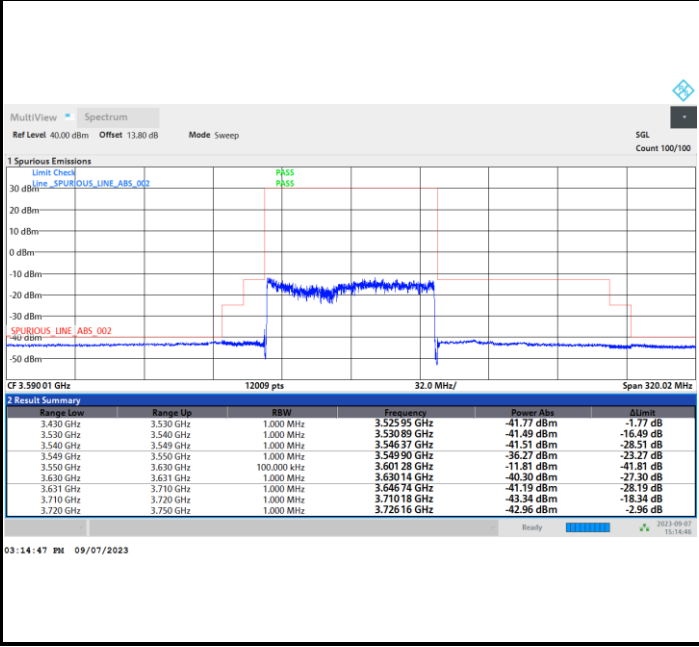 MultiView Spectrum
Ref Level 40.00 dBm Offset 13.80 dB Mode Sweep SGL
Count 100/100
1 Spurious Emissions
Limit Check PASS
Line _SPURIOUS_LINE_ABS_002 PASS
30 dBm
20 dBm
10 dBm
0 dBm
-10 dBm
-20 dBm
-30 dBm
_SPURIOUS_LINE_ABS_002
-40 dBm
-50 dBm
CF 3.590 01 GHz 12009 pts 32.0 MHz/ Span 320.02 MHz
2 Result Summary
Range Low Range Up RBW Frequency Power Abs ΔLimit
3.430 GHz 3.530 GHz 1.000 MHz 3.525 95 GHz -41.77 dBm -1.77 dB
3.530 GHz 3.540 GHz 1.000 MHz 3.530 89 GHz -41.49 dBm -16.49 dB
3.540 GHz 3.549 GHz 1.000 MHz 3.546 37 GHz -41.51 dBm -28.51 dB
3.549 GHz 3.550 GHz 1.000 MHz 3.549 90 GHz -36.27 dBm -23.27 dB
3.550 GHz 3.630 GHz 100.000 kHz 3.601 28 GHz -11.81 dBm -41.81 dB
3.630 GHz 3.631 GHz 1.000 MHz 3.630 14 GHz -40.30 dBm -27.30 dB
3.631 GHz 3.710 GHz 1.000 MHz 3.646 74 GHz -41.19 dBm -28.19 dB
3.710 GHz 3.720 GHz 1.000 MHz 3.710 18 GHz -43.34 dBm -18.34 dB
3.720 GHz 3.750 GHz 1.000 MHz 3.726 16 GHz -42.96 dBm -2.96 dB
Ready 2023-09-07
15:14:46
03:14:47 PM 09/07/2023